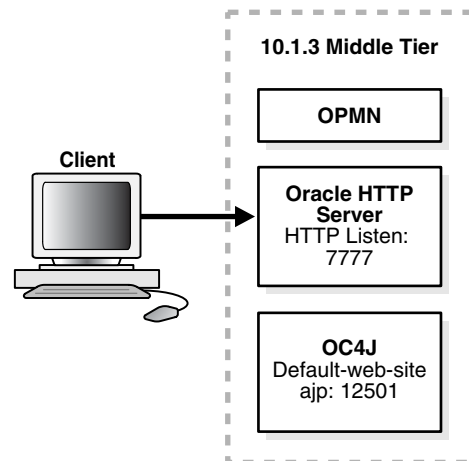 10.1.3 Middle Tier
OPMN
Client
Oracle HTTP
Server
HTTP Listen:
7777
OC4J
Default-web-site
ajp: 12501